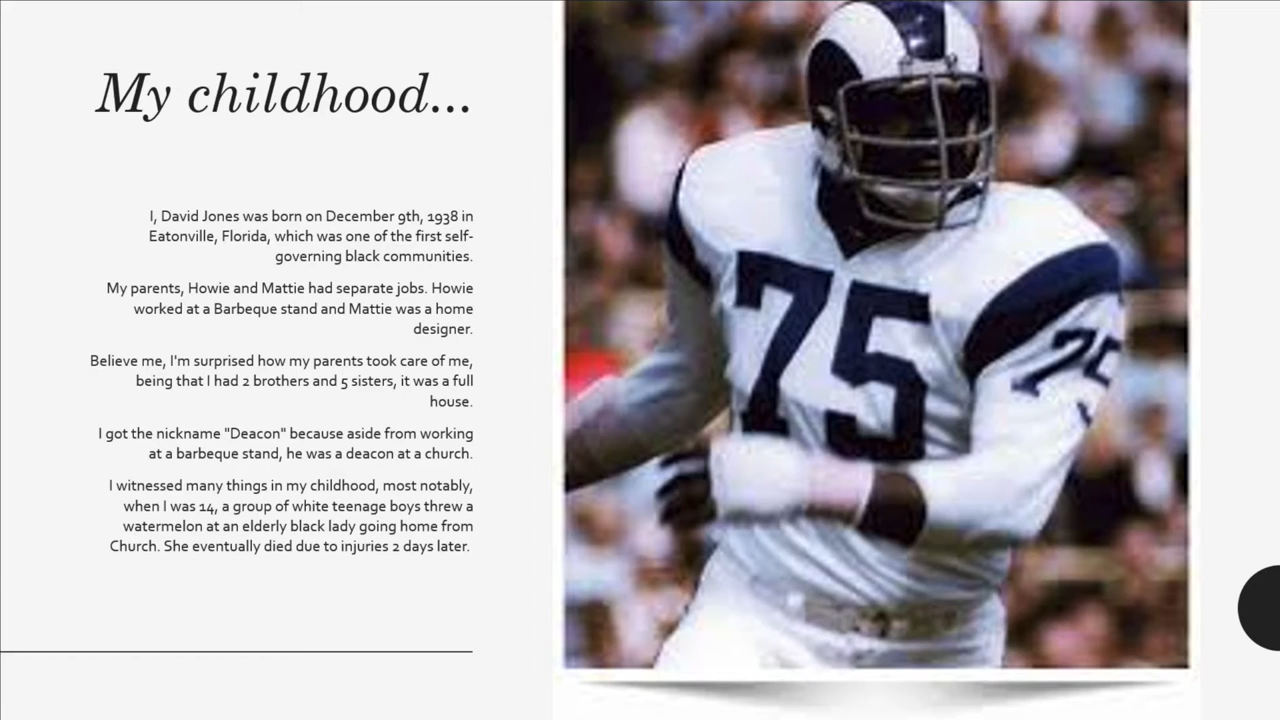 My childhood...
I, David Jones was born on December 9th, 1938 in
Eatonville, Florida, which was one of the first self-
governing black communities.
My parents, Howie and Mattie had separate jobs. Howie
worked at a Barbeque stand and Mattie was a home
designer.
Believe me, I'm surprised how my parents took care of me,
being that I had 2 brothers and 5 sisters, it was a full
house.
I got the nickname "Deacon" because aside from working
at a barbeque stand, he was a deacon at a church.
I witnessed many things in my childhood, most notably,
when I was 14, a group of white teenage boys threw a
watermelon at an elderly black lady going home from
Church. She eventually died due to injuries 2 days later.
75
75